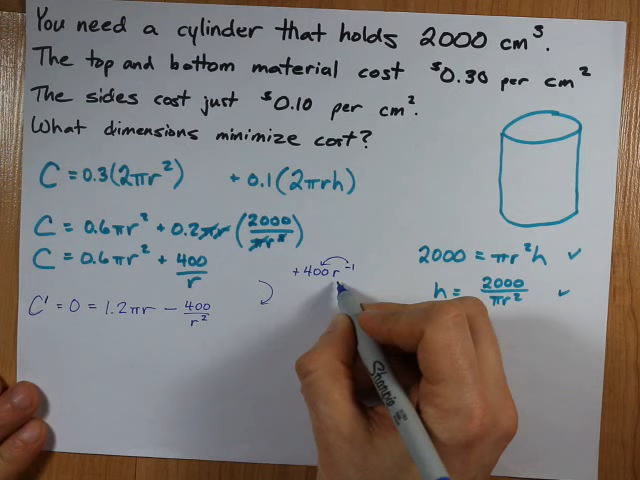 You need a cylinder that holds 2000 cm³.
The top and bottom material cost $0.30 per cm²
The sides cost just $0.10 per cm².
What dimensions minimize cost?
C = 0.3(2πr²) + 0.1(2πrh)
C = 0.6πr² + 0.2πr (2000/πr²)
C = 0.6πr² + 400/r
+400r⁻¹
C' = 0 = 1.2πr - 400/r²
2000 = πr²h ✓
h = 2000/πr² ✓
Sharpie